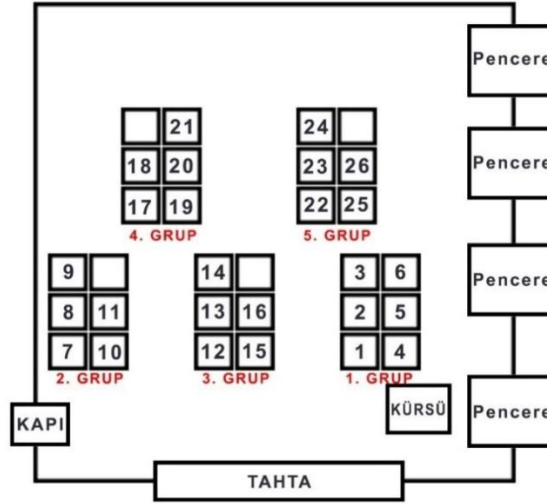 Pencere
21
24
18 20
23 26
Pencere
17 19
22 25
4. GRUP
5. GRUP
9
14
3 6
Pencere
8 11
13 16
2 5
7 10
12 15
1 4
2. GRUP
3. GRUP
1. GRUP
KAPI
KÜRSÜ
Pencere
TAHTA